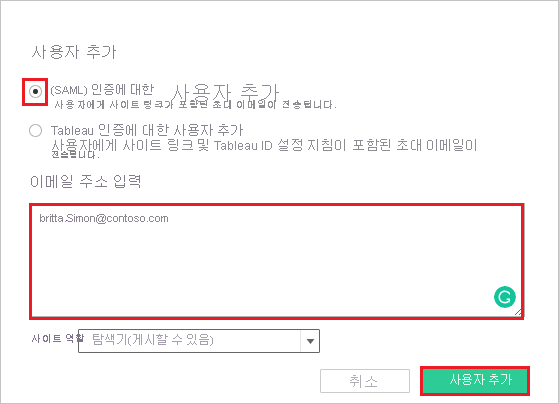 사용자 추가
(SAML) 인증에 대한 사용자 추가
사용자에게 사이트 링크가 포함된 초대 이메일이 전송됩니다.
Tableau 인증에 대한 사용자 추가
사용자에게 사이트 링크 및 Tableau ID 설정 지침이 포함된 초대 이메일이
전송됩니다.
이메일 주소 입력
britta.Simon@contoso.com
사이트 역할 탐색기(게시할 수 있음)
취소 사용자 추가